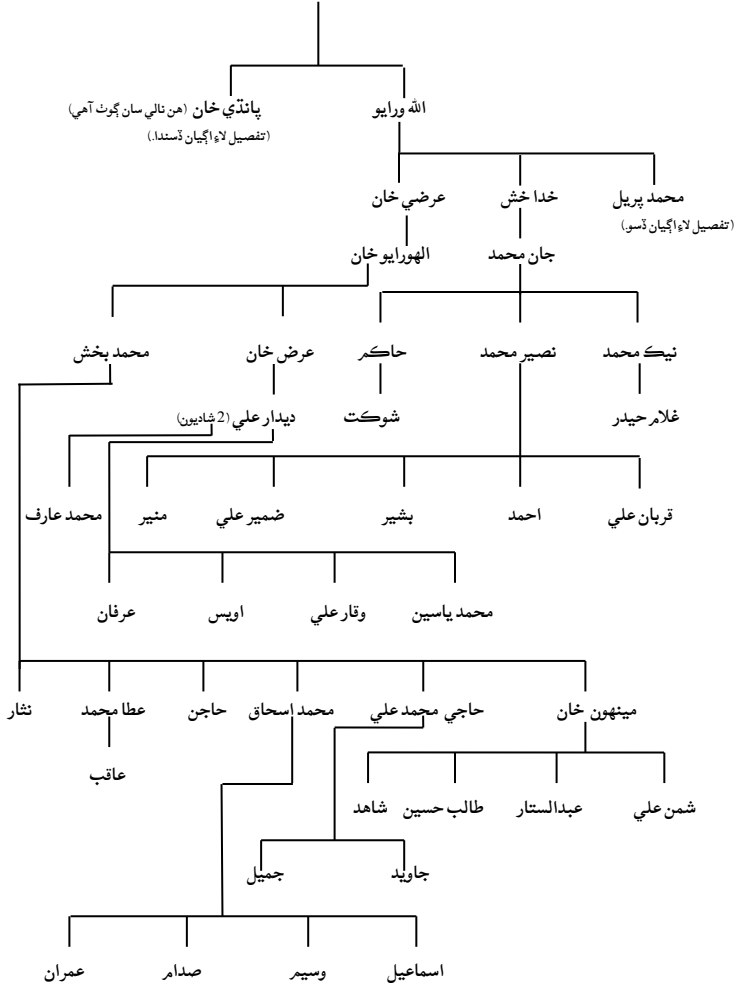 الله ورايو
پانڌي خان (هن نالي سان ڳوٺ آهي)
(تفصيل لاءِ اڳيان ڏسندا.)
محمد پريل
خدا خش
عرضي خان
(تفصيل لاءِ اڳيان ڏسو.)
جان محمد
الهورايو خان
نيڪ محمد
نصير محمد
حاڪم
عرض خان
محمد بخش
غلام حيدر
شوڪت
ديدار علي (2 شاديون)
قربان علي
احمد
بشير
ضمير علي
منير
محمد عارف
محمد ياسين
وقار علي
اويس
عرفان
مينهون خان
حاجي محمد علي
محمد اسحاق
حاجن
عطا محمد
نثار
عاقب
شمن علي
عبدالستار
طالب حسين
شاهد
جاويد
جميل
اسماعيل
وسيم
صدام
عمران